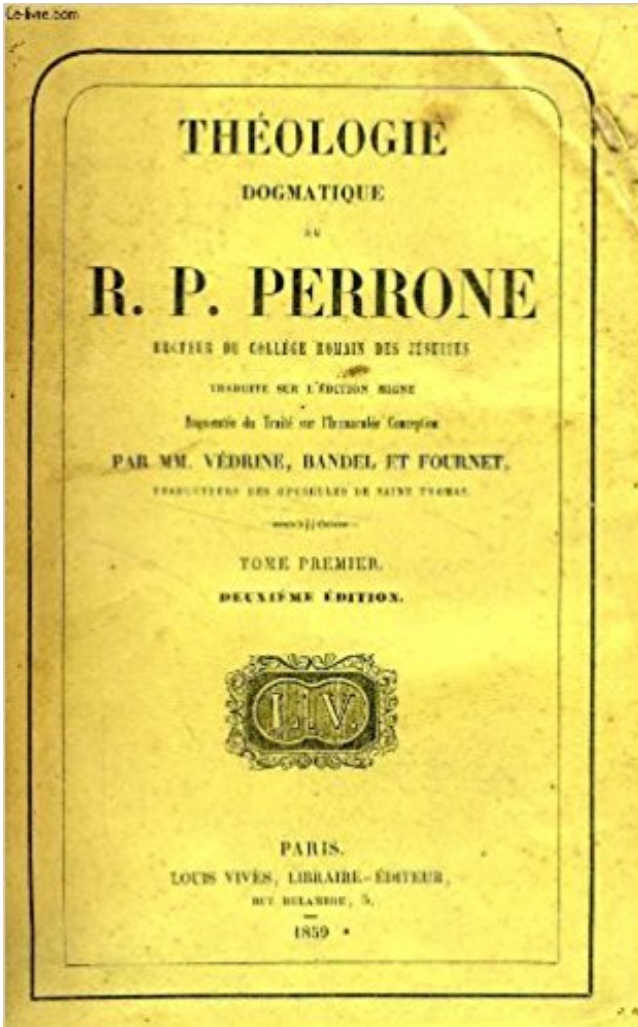 Ce-livre.com
THÉOLOGIE
DOGMATIQUE
DU
R. P. PERRONE
RECTEUR DU COLLÉGE ROMAIN DES JÉSUITES
TRADUITE SUR L'ÉDITION MIGNE
Augmentée du Traité sur l'Immaculée Conception
PAR MM. VÉDRINE, BANDEL ET FOURNET,
TRADUCTEURS DES OPUSCULES DE SAINT THOMAS.
TOME PREMIER.
DEUXIÈME ÉDITION.
L V.
PARIS.
LOUIS VIVÈS, LIBRAIRE-ÉDITEUR,
RUE DELAMBRE, 5.
1859